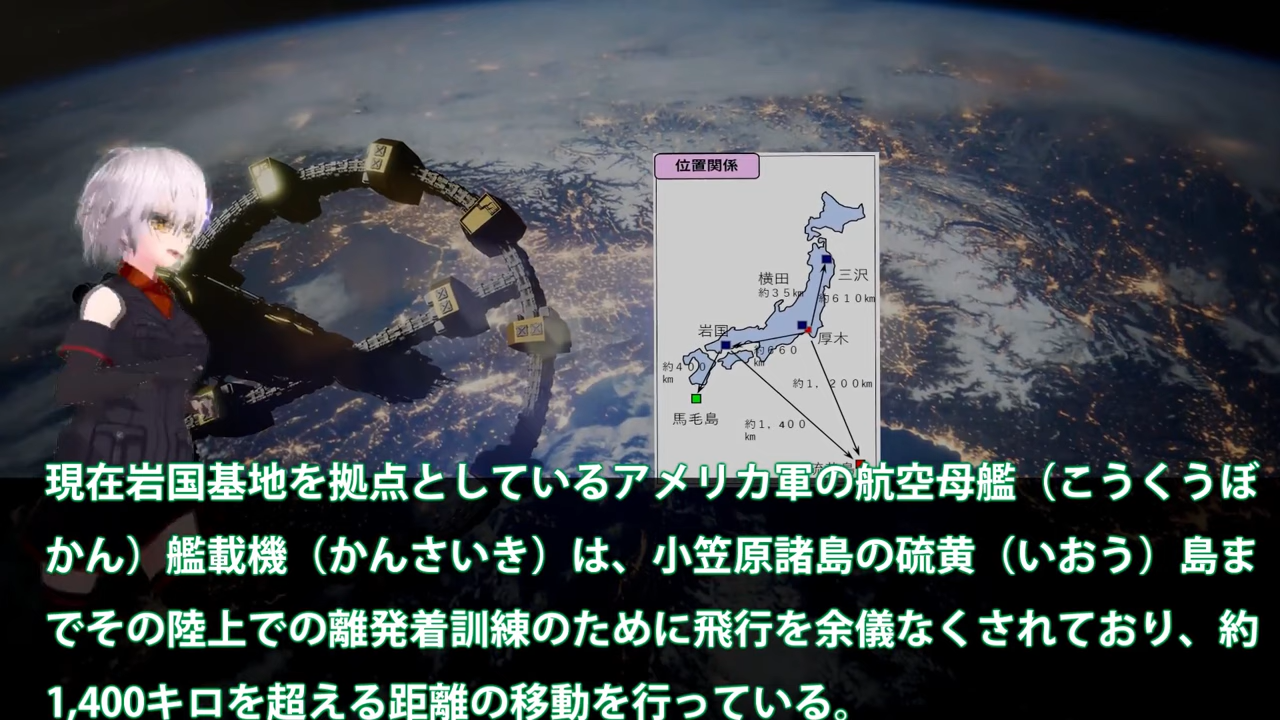 位置関係
横田
三沢
約35km
約610km
岩国
厚木
約660
km
約400
km
約1,200km
馬毛島
約1,400
km
現在岩国基地を拠点としているアメリカ軍の航空母艦（こうくうぼ
かん）艦載機（かんさいき）は、小笠原諸島の硫黄（いおう）島ま
でその陸上での離発着訓練のために飛行を余儀なくされており、約
1,400キロを超える距離の移動を行っている。